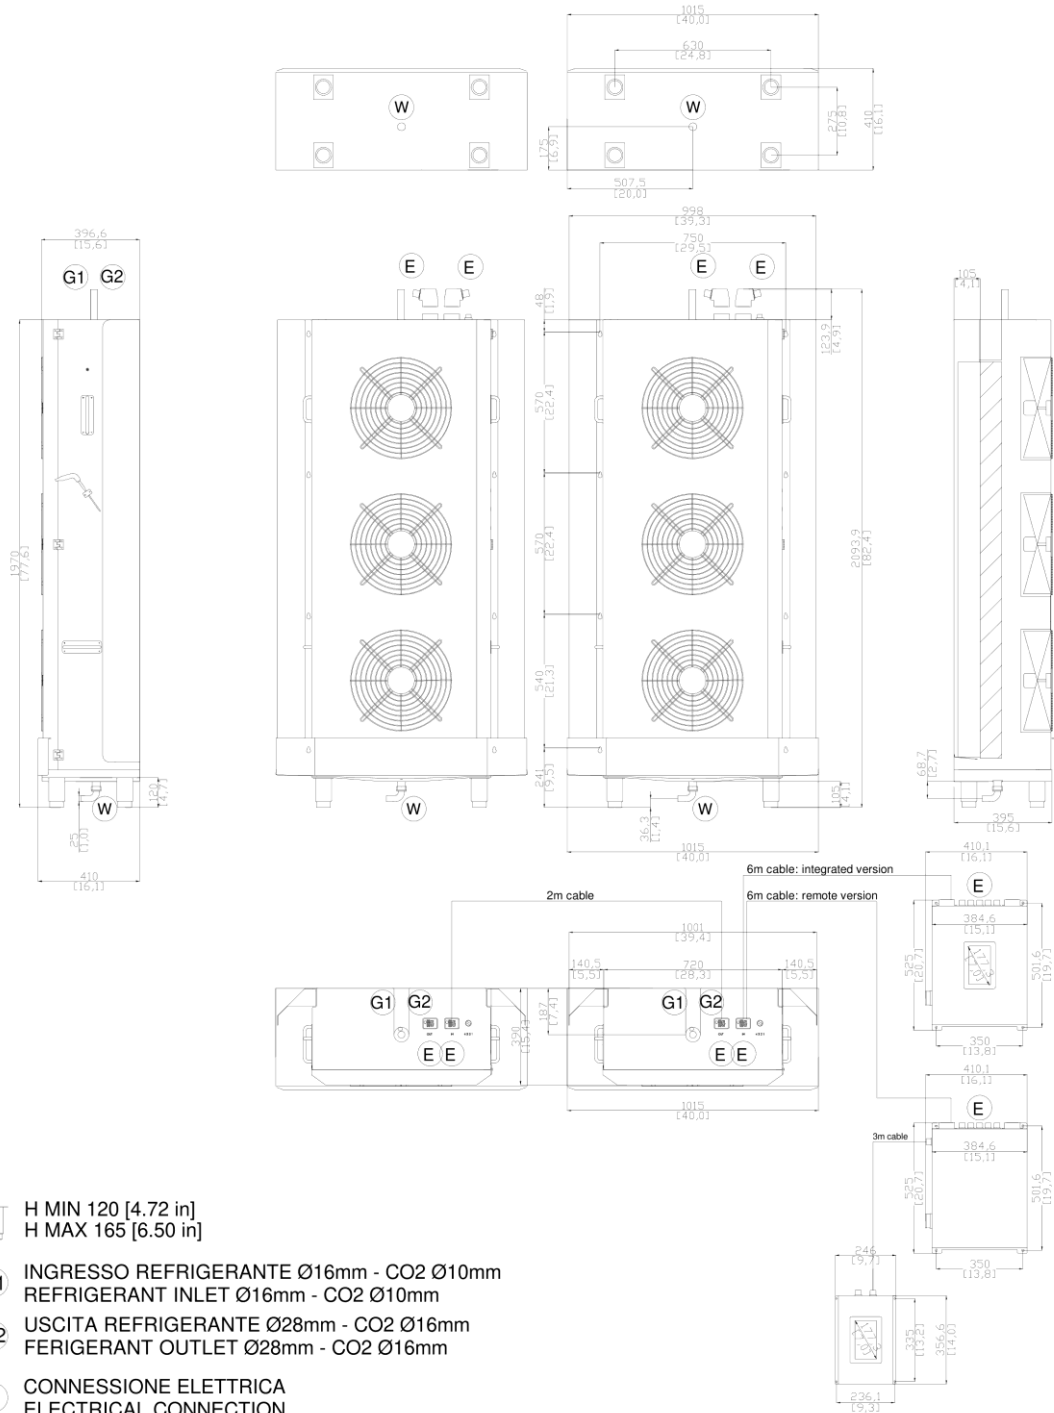 1015
[40,0]
630
[24,8]
W
W
275
[10,8]
410
[16,1]
175
[6,9]
507,5
[20,0]
998
[39,3]
750
[29,5]
396,6
[15,6]
G1
G2
E
E
E
E
105
[4,1]
48
[1,9]
123,9
[4,9]
570
[22,4]
570
[22,4]
540
[21,3]
241
[9,5]
1970
[77,6]
2093,9
[82,4]
68,7
[2,7]
120
[4,7]
W
W
W
25
[1,0]
36,3
[1,4]
105
[4,1]
395
[15,6]
410
[16,1]
1015
[40,0]
410,1
[16,1]
6m cable: integrated version
2m cable
6m cable: remote version
E
1001
[39,4]
384,6
[15,1]
140,5
[5,5]
720
[28,3]
140,5
[5,5]
525
[20,7]
501,6
[19,7]
G1
G2
G1
G2
187
[7,4]
390
[15,4]
E
E
E
E
350
[13,8]
410,1
[16,1]
1015
[40,0]
E
3m cable
384,6
[15,1]
525
[20,7]
501,6
[19,7]
246
[9,7]
350
[13,8]
335
[13,2]
356,6
[14,0]
236,1
[9,3]
H MIN 120 [4.72 in]
H MAX 165 [6.50 in]
INGRESSO REFRIGERANTE Ø16mm - CO2 Ø10mm
REFRIGERANT INLET Ø16mm - CO2 Ø10mm
USCITA REFRIGERANTE Ø28mm - CO2 Ø16mm
FERIGERANT OUTLET Ø28mm - CO2 Ø16mm
CONNESSIONE ELETTRICA
ELECTRICAL CONNECTION